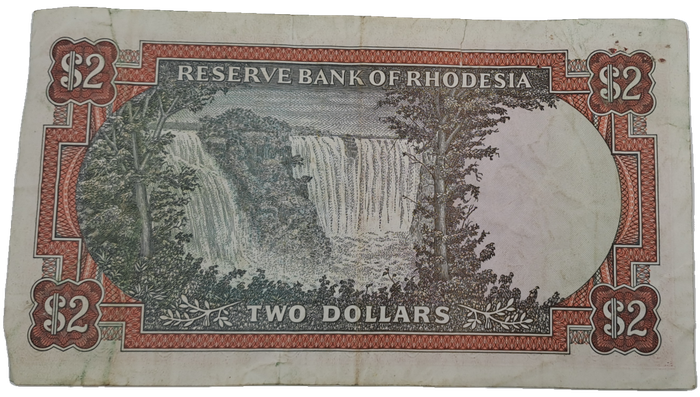 $2 $2
RESERVE BANK OF RHODESIA
$2 TWO DOLLARS $2